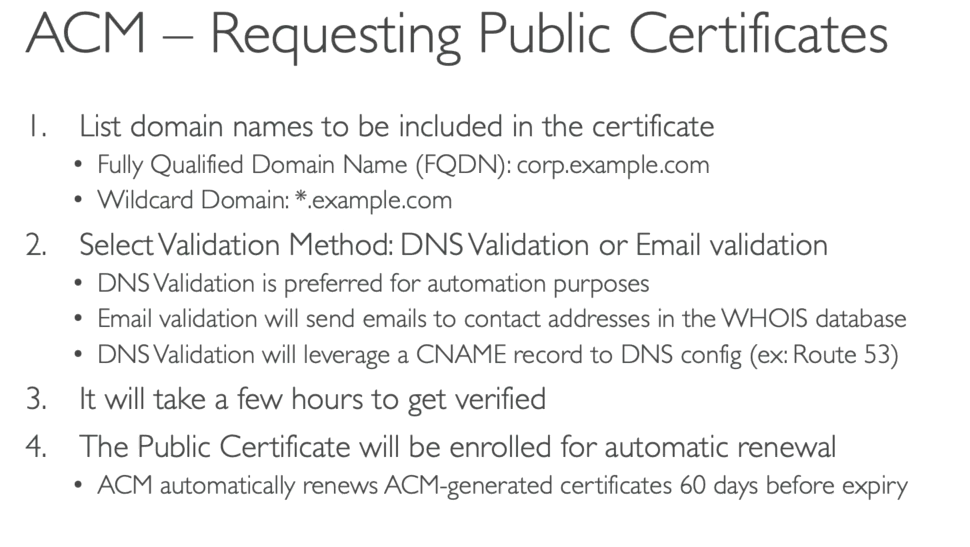 ACM – Requesting Public Certificates
1. List domain names to be included in the certificate
• Fully Qualified Domain Name (FQDN): corp.example.com
• Wildcard Domain: *.example.com
2. Select Validation Method: DNS Validation or Email validation
• DNS Validation is preferred for automation purposes
• Email validation will send emails to contact addresses in the WHOIS database
• DNS Validation will leverage a CNAME record to DNS config (ex: Route 53)
3. It will take a few hours to get verified
4. The Public Certificate will be enrolled for automatic renewal
• ACM automatically renews ACM-generated certificates 60 days before expiry